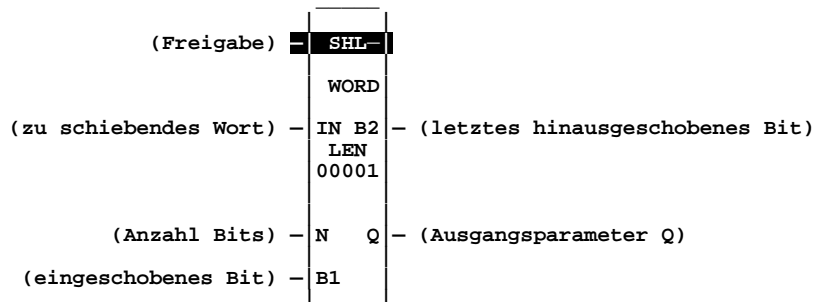 (Freigabe) SHL
WORD
(zu schiebendes Wort) IN B2 (letztes hinausgeschobenes Bit)
LEN
00001
(Anzahl Bits) N Q (Ausgangsparameter Q)
(eingeschobenes Bit) B1